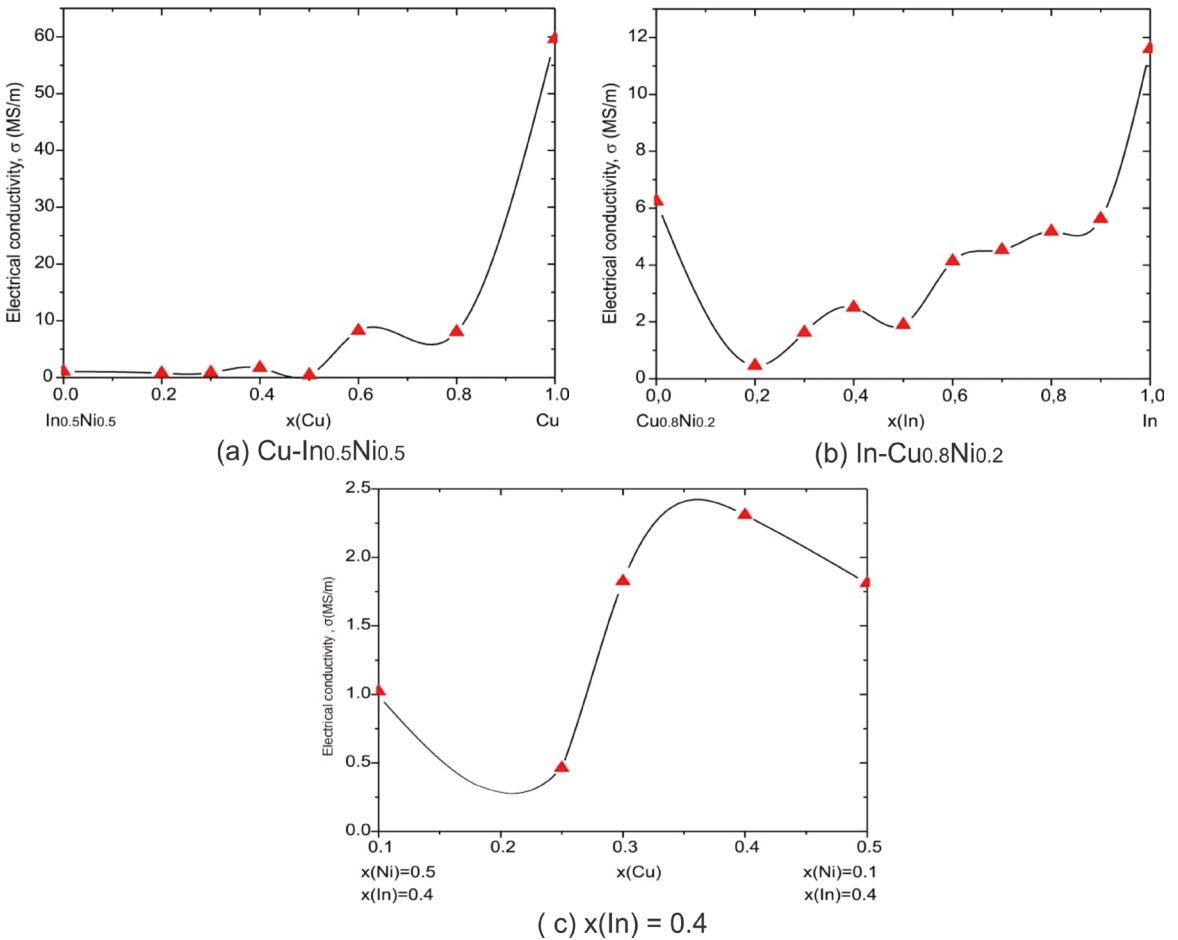 Electrical conductivity, σ (MS/m)
60
50
40
30
20
10
0
0.0 0.2 0.4 0.6 0.8 1.0
In0.5Ni0.5 x(Cu) Cu
(a) Cu-In0.5Ni0.5
Electrical conductivity, σ (MS/m)
12
10
8
6
4
2
0
0,0 0,2 0,4 0,6 0,8 1,0
Cu0.8Ni0.2 x(In) In
(b) In-Cu0.8Ni0.2
Electrical conductivity , σ(MS/m)
2.5
2.0
1.5
1.0
0.5
0.0
0.1 0.2 0.3 0.4 0.5
x(Ni)=0.5 x(Cu) x(Ni)=0.1
x(In)=0.4 x(In)=0.4
( c) x(In) = 0.4